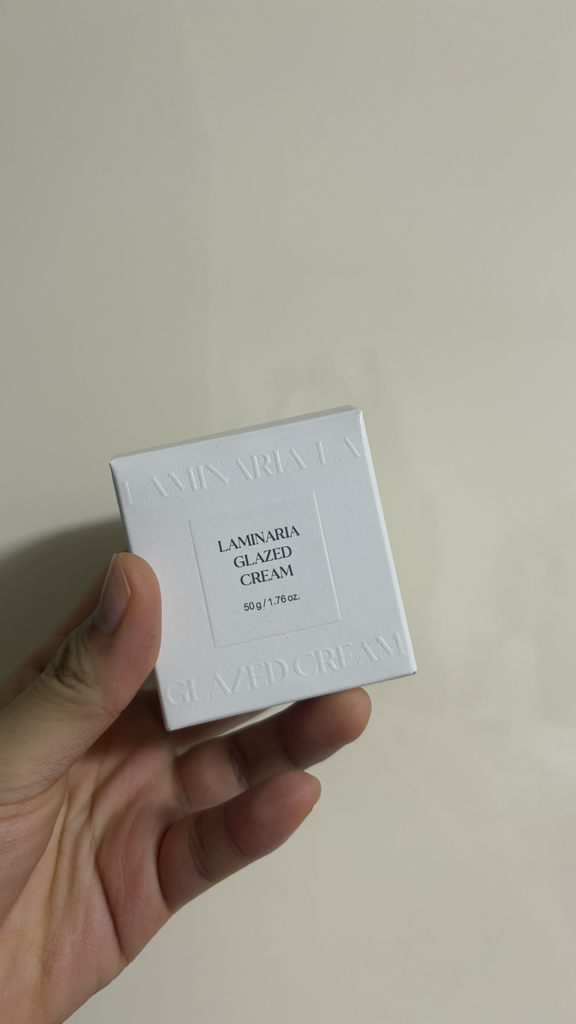 LAMINARIA LA
LAMINARIA
GLAZED
CREAM
50 g / 1.76 oz.
GLAZED CREAM